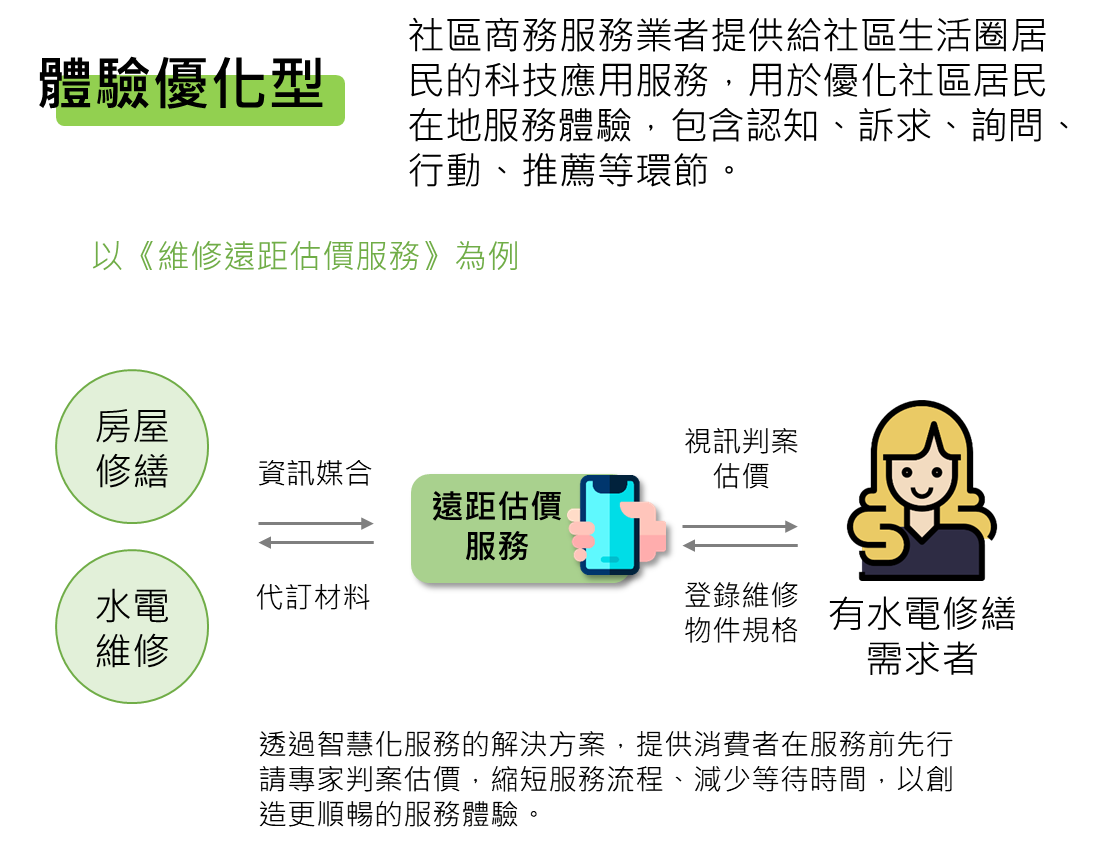 體驗優化型
社區商務服務業者提供給社區生活圈居
民的科技應用服務，用於優化社區居民
在地服務體驗，包含認知、訴求、詢問、
行動、推薦等環節。
以《維修遠距估價服務》為例
房屋
修繕
水電
維修
資訊媒合
代訂材料
遠距估價
服務
視訊判案
估價
登錄維修
物件規格
有水電修繕
需求者
透過智慧化服務的解決方案，提供消費者在服務前先行
請專家判案估價，縮短服務流程、減少等待時間，以創
造更順暢的服務體驗。